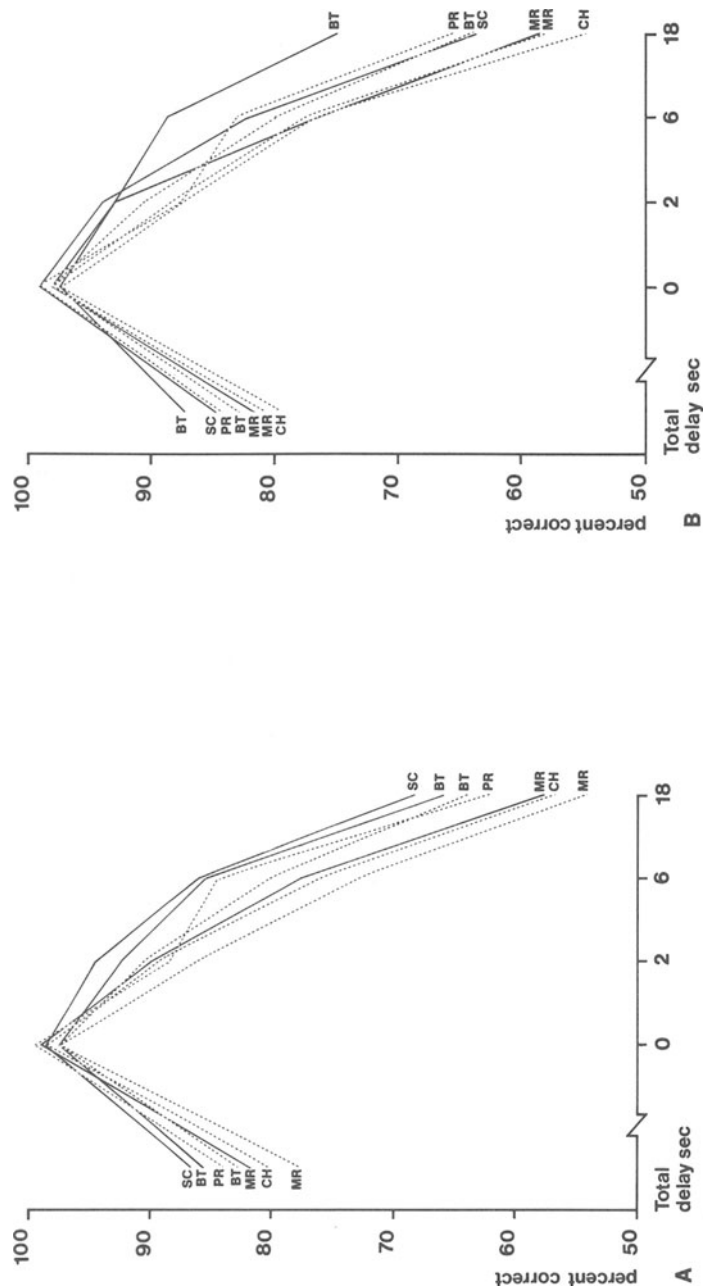 100
90
80
70
60
50
percent correct
SC
BT
PR
BT
MR
CH
MR
SC
BT
BT
PR
MR
CH
MR
Total
delay sec
0
2
6
18
A
100
90
80
70
60
50
percent correct
BT
SC
PR
BT
MR
MR
CH
BT
PR
BT
SC
MR
MR
CH
Total
delay sec
0
2
6
18
B